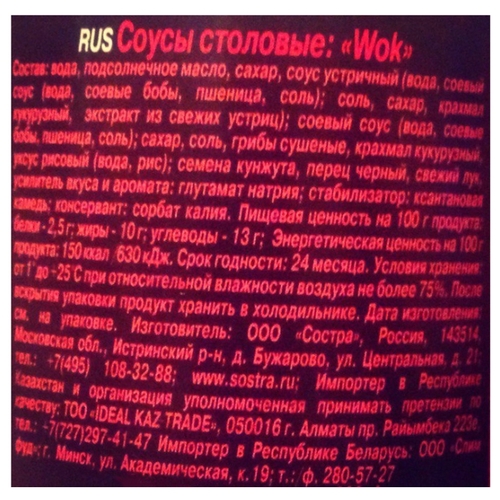 RUS Соусы столовые: «Wok»
Состав: вода, подсолнечное масло, сахар, соус устричный (вода, соевый
соус (вода, соевые бобы, пшеница, соль); соль, сахар, крахмал
кукурузный, экстракт из свежих устриц); соевый соус (вода, соевые
бобы, пшеница, соль); сахар, соль, грибы сушеные, крахмал кукурузный,
уксус рисовый (вода, рис); семена кунжута, перец черный, свежий лук,
усилитель вкуса и аромата: глутамат натрия; стабилизатор: ксантановая
камедь; консервант: сорбат калия. Пищевая ценность на 100 г продукта:
белки - 2,5 г; жиры - 10 г; углеводы - 13 г; Энергетическая ценность на 100 г
продукта: 150 ккал / 630 кДж. Срок годности: 24 месяца. Условия хранения:
от 1 до +25°С при относительной влажности воздуха не более 75%. После
вскрытия упаковки продукт хранить в холодильнике. Дата изготовления
см. на упаковке. Изготовитель: ООО «Состра», Россия, 143514,
Московская обл., Истринский р-н, д. Бужарово, ул. Центральная, д. 21;
тел.: +7(495) 108-32-88; www.sostra.ru; Импортер в Республике
Казахстан и организация уполномоченная принимать претензии по
качеству: ТОО «IDEAL KAZ TRADE», 050016 г. Алматы пр. Райымбека 223в,
тел.: +7(727)297-41-47 Импортер в Республике Беларусь: ООО «Слим
фуд»; г. Минск, ул. Академическая, к. 19; т.: ф. 280-57-27